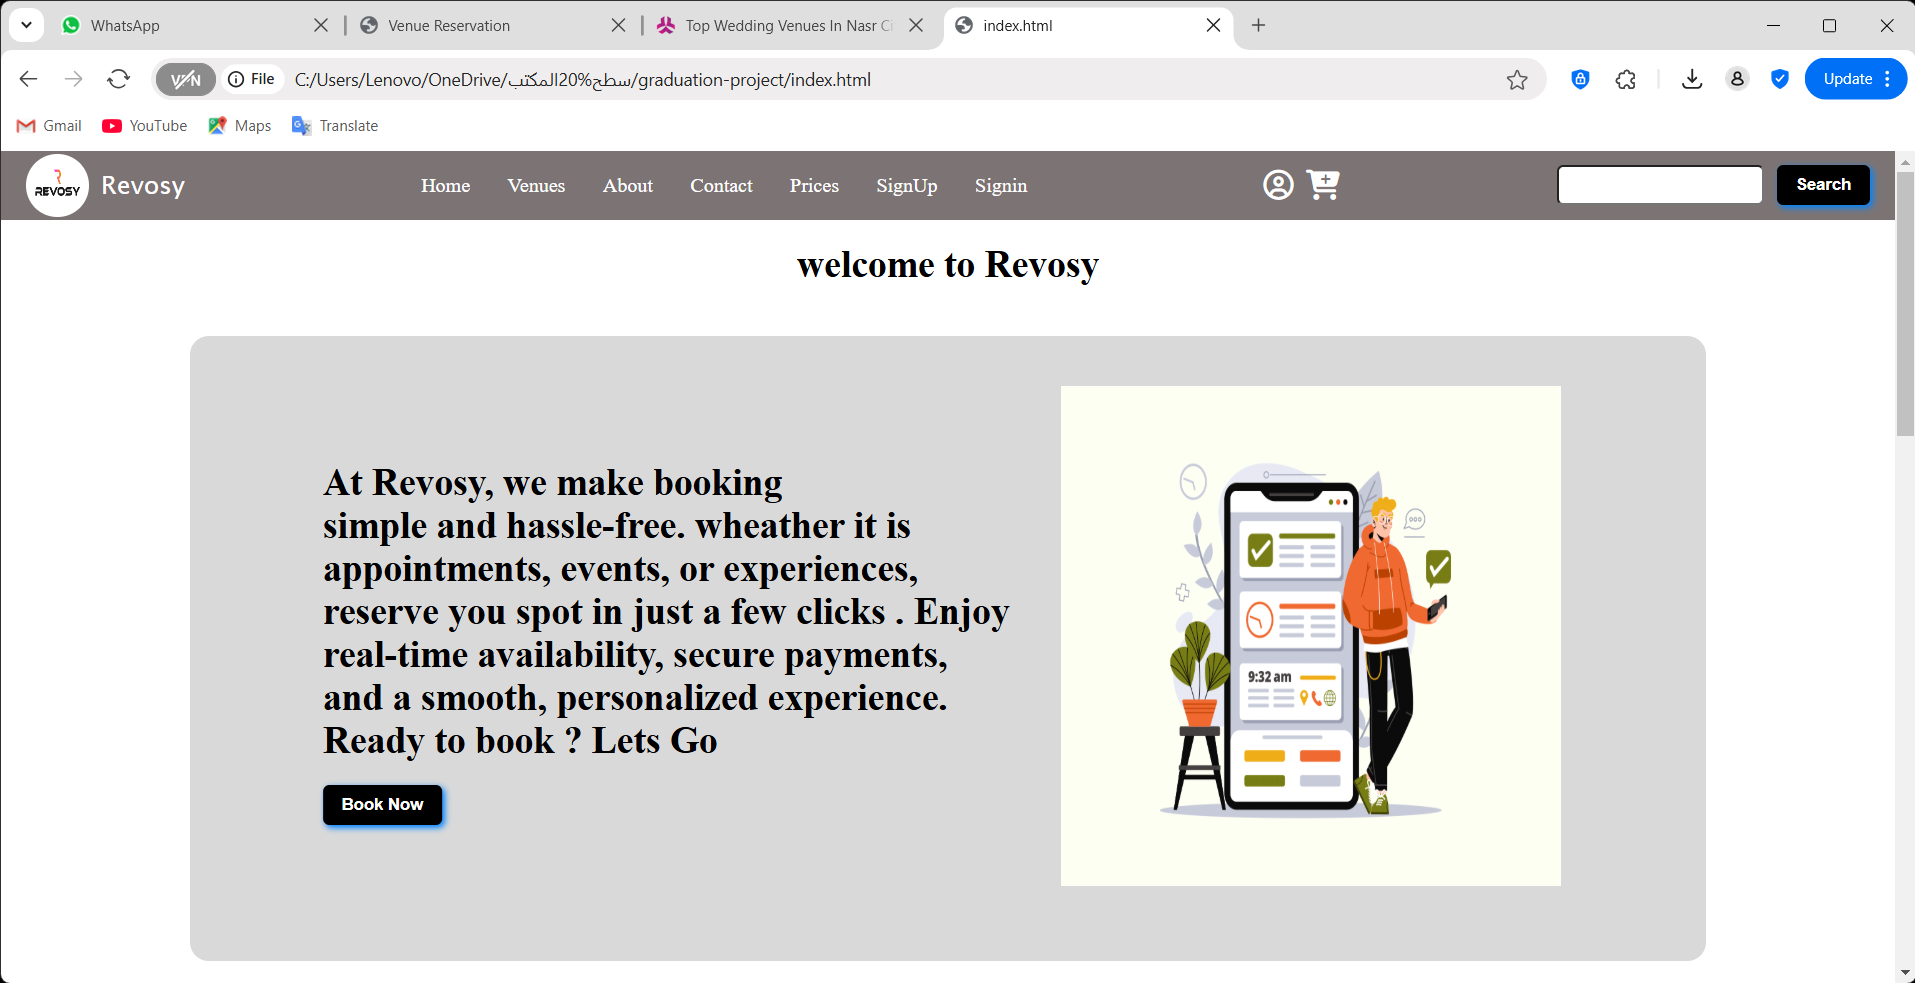 WhatsApp
Venue Reservation
Top Wedding Venues In Nasr Ci
index.html
VPN
File
C:/Users/Lenovo/OneDrive/سطح%20المكتب/graduation-project/index.html
Update
Gmail
YouTube
Maps
Translate
REVOSY
Revosy
Home
Venues
About
Contact
Prices
SignUp
Signin
Search
welcome to Revosy
At Revosy, we make booking
simple and hassle-free. wheather it is
appointments, events, or experiences,
reserve you spot in just a few clicks . Enjoy
real-time availability, secure payments,
and a smooth, personalized experience.
Ready to book ? Lets Go
Book Now
9:32 am